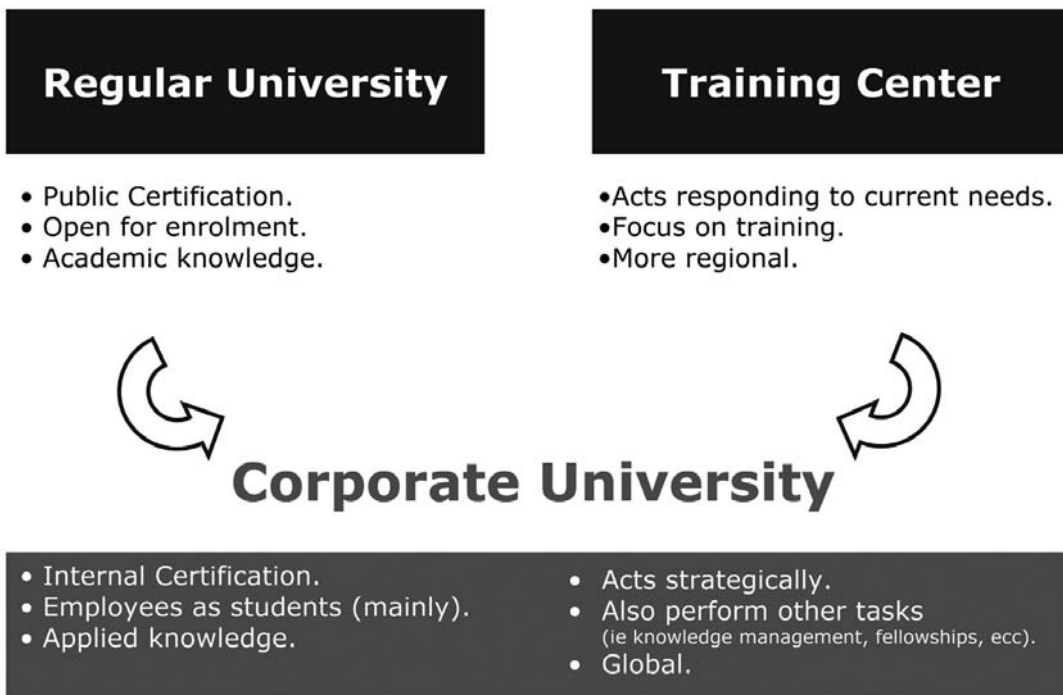 Regular University
• Public Certification.
• Open for enrolment.
• Academic knowledge.
Training Center
•Acts responding to current needs.
•Focus on training.
•More regional.
Corporate University
• Internal Certification.
• Employees as students (mainly).
• Applied knowledge.
• Acts strategically.
• Also perform other tasks
(ie knowledge management, fellowships, ecc).
• Global.